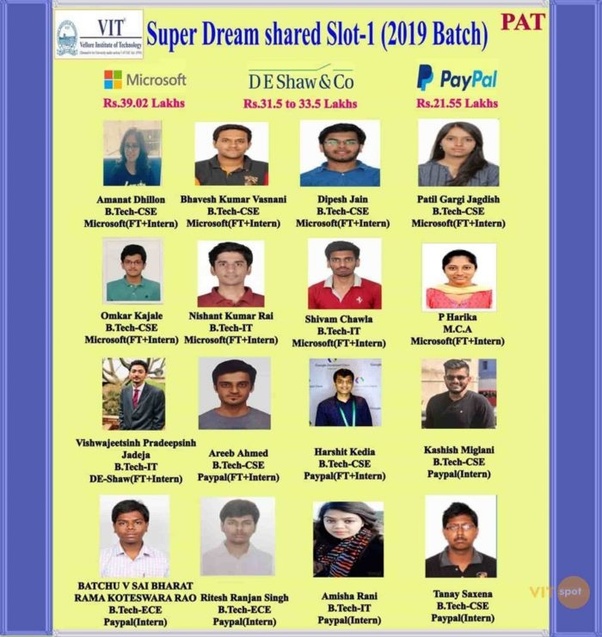 VIT
Vellore Institute of Technology
Super Dream shared Slot-1 (2019 Batch)
PAT
Microsoft
DE Shaw & Co
PayPal
Rs.39.02 Lakhs
Rs.31.5 to 33.5 Lakhs
Rs.21.55 Lakhs
Amanat Dhillon
B.Tech-CSE
Microsoft(FT+Intern)
Bhavesh Kumar Vasnani
B.Tech-CSE
Microsoft(FT+Intern)
Dipesh Jain
B.Tech-CSE
Microsoft(FT+Intern)
Patil Gargi Jagdish
B.Tech-CSE
Microsoft(FT+Intern)
Omkar Kajale
B.Tech-CSE
Microsoft(FT+Intern)
Nishant Kumar Rai
B.Tech-IT
Microsoft(FT+Intern)
Shivam Chawla
B.Tech-IT
Microsoft(FT+Intern)
P Harika
M.C.A
Microsoft(FT+Intern)
Vishwajeetsinh Pradeepsinh
Jadeja
B.Tech-IT
DE-Shaw(FT+Intern)
Areeb Ahmed
B.Tech-CSE
Paypal(FT+Intern)
Harshit Kedia
B.Tech-CSE
Paypal(FT+Intern)
Kashish Miglani
B.Tech-CSE
Paypal(Intern)
BATCHU V SAI BHARAT
RAMA KOTESWARA RAO
B.Tech-ECE
Paypal(Intern)
Ritesh Ranjan Singh
B.Tech-ECE
Paypal(Intern)
Amisha Rani
B.Tech-IT
Paypal(Intern)
Tanay Saxena
B.Tech-CSE
Paypal(Intern)
VIT spot